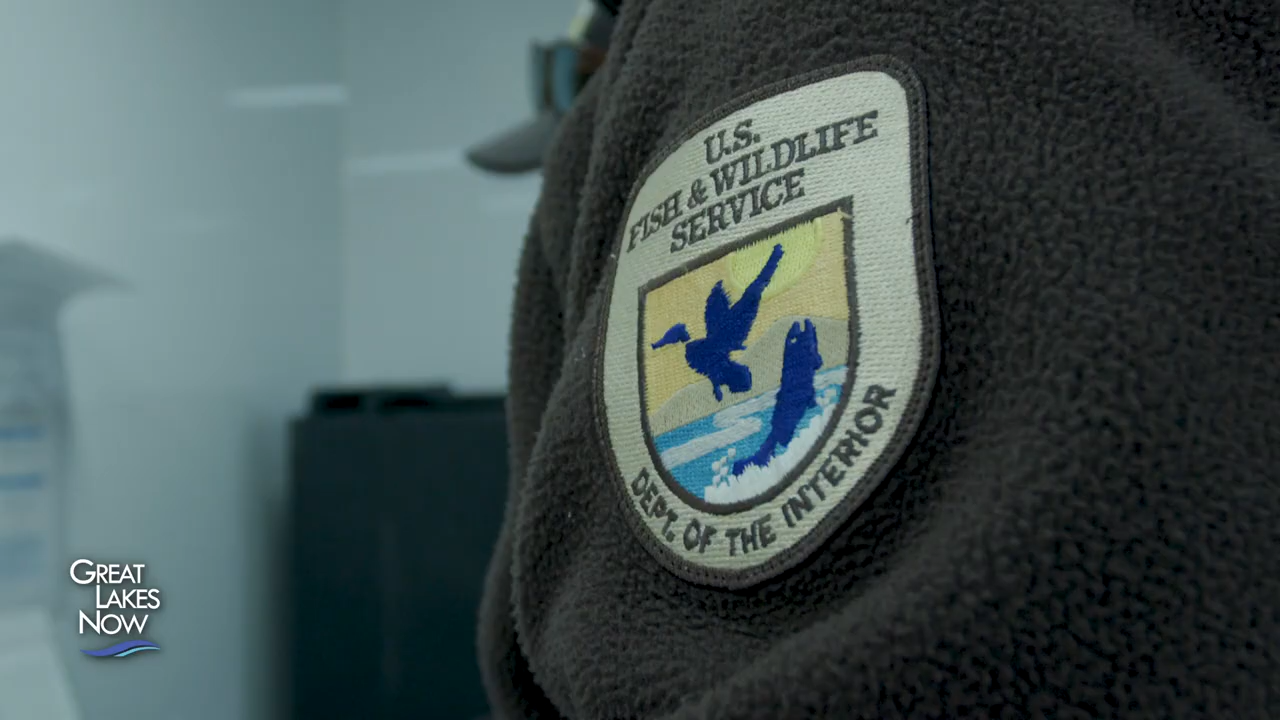 U.S.
FISH & WILDLIFE
SERVICE
DEPT. OF THE INTERIOR
GREAT
LAKES
NOW